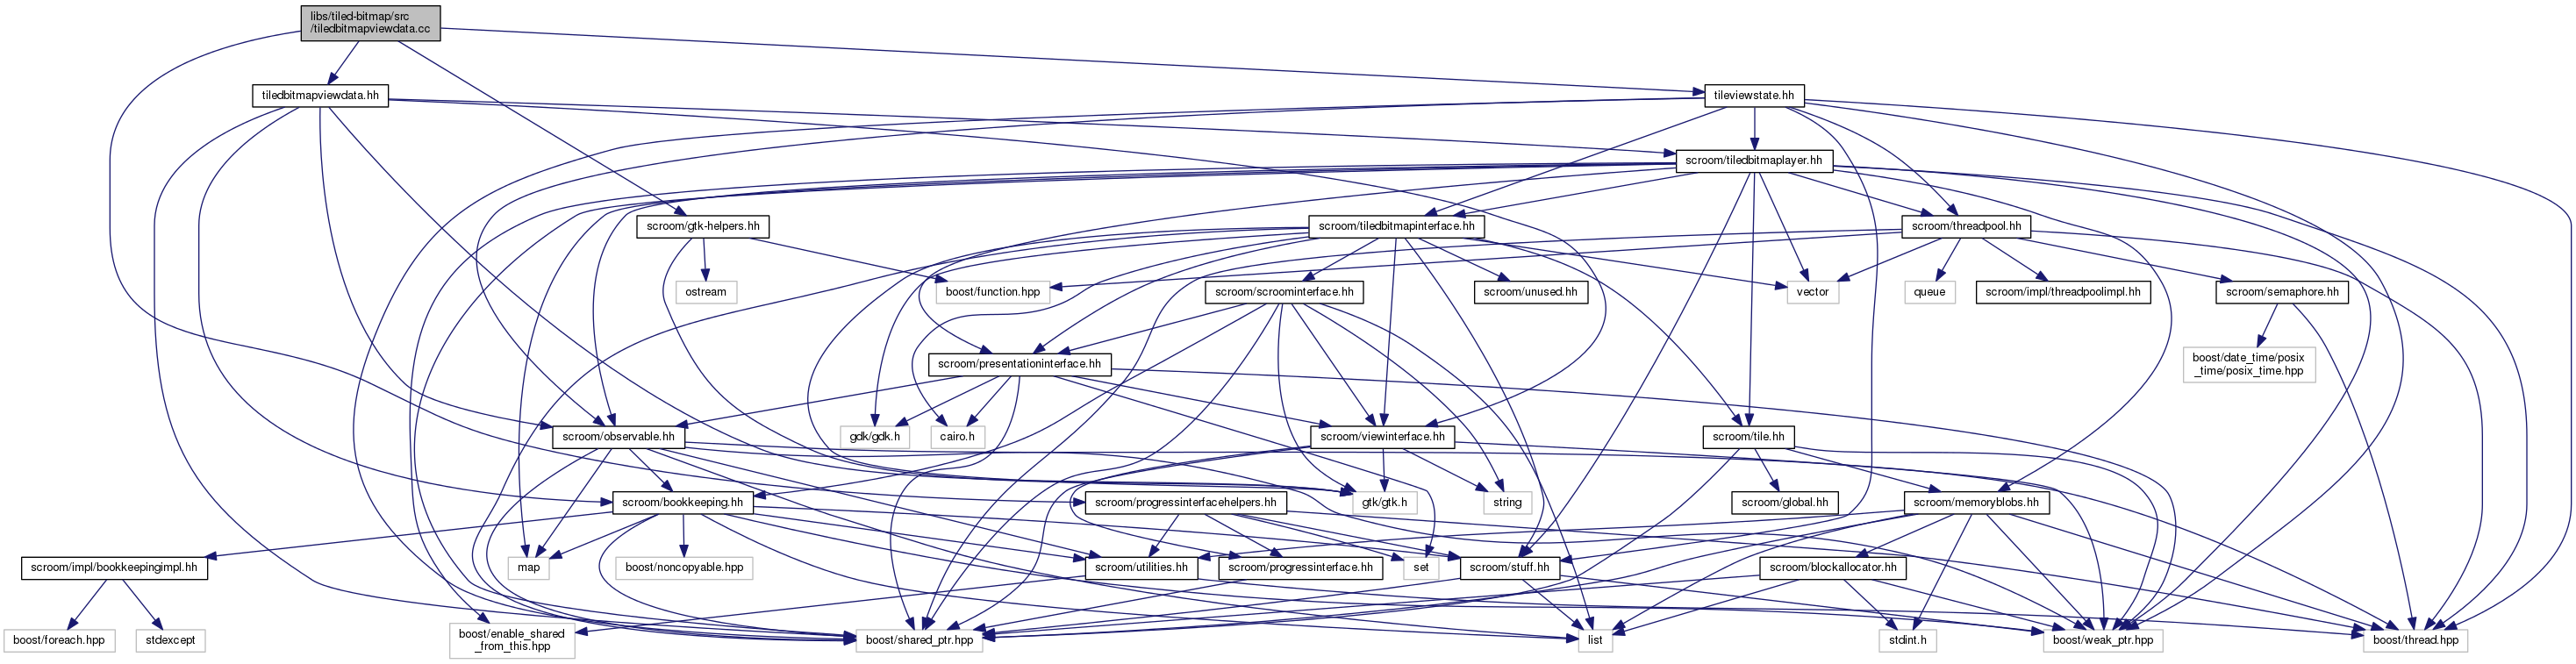 libs/tiled-bitmap/src
/tiledbitmapviewdata.cc
tiledbitmapviewdata.hh
tileviewstate.hh
scroom/tiledbitmaplayer.hh
scroom/gtk-helpers.hh
scroom/tiledbitmapinterface.hh
scroom/threadpool.hh
ostream
boost/function.hpp
scroom/scroominterface.hh
scroom/unused.hh
vector
queue
scroom/impl/threadpoolimpl.hh
scroom/semaphore.hh
scroom/presentationinterface.hh
boost/date_time/posix
_time/posix_time.hpp
scroom/observable.hh
gdk/gdk.h
cairo.h
scroom/viewinterface.hh
scroom/tile.hh
scroom/bookkeeping.hh
scroom/progressinterfacehelpers.hh
gtk/gtk.h
string
scroom/global.hh
scroom/memoryblobs.hh
scroom/impl/bookkeepingimpl.hh
map
boost/noncopyable.hpp
scroom/utilities.hh
scroom/progressinterface.hh
set
scroom/stuff.hh
scroom/blockallocator.hh
boost/foreach.hpp
stdexcept
boost/enable_shared
_from_this.hpp
boost/shared_ptr.hpp
list
stdint.h
boost/weak_ptr.hpp
boost/thread.hpp